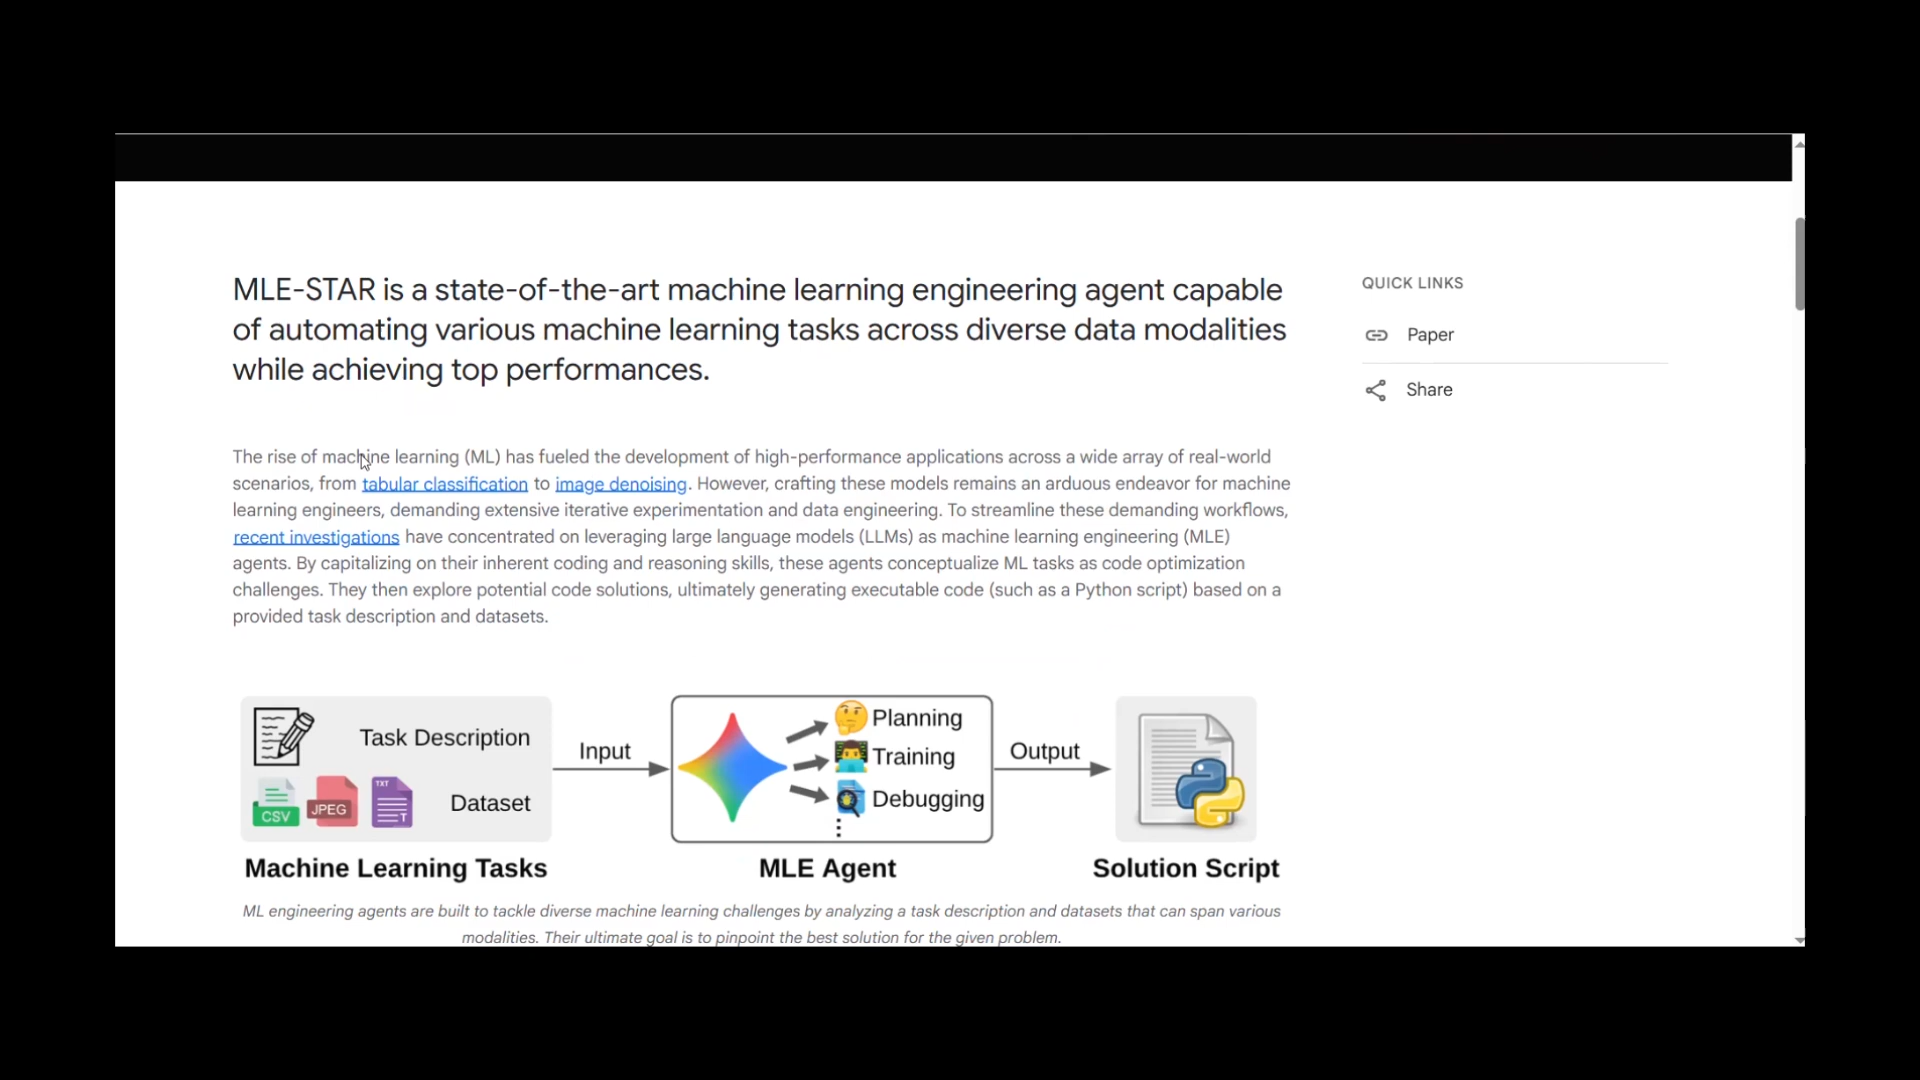 MLE-STAR is a state-of-the-art machine learning engineering agent capable
of automating various machine learning tasks across diverse data modalities
while achieving top performances.
QUICK LINKS
Paper
Share
The rise of machine learning (ML) has fueled the development of high-performance applications across a wide array of real-world
scenarios, from tabular classification to image denoising. However, crafting these models remains an arduous endeavor for machine
learning engineers, demanding extensive iterative experimentation and data engineering. To streamline these demanding workflows,
recent investigations have concentrated on leveraging large language models (LLMs) as machine learning engineering (MLE)
agents. By capitalizing on their inherent coding and reasoning skills, these agents conceptualize ML tasks as code optimization
challenges. They then explore potential code solutions, ultimately generating executable code (such as a Python script) based on a
provided task description and datasets.
Task Description
CSV
JPEG
TXT
T
Dataset
Machine Learning Tasks
Input
Planning
Training
Debugging
MLE Agent
Output
Solution Script
ML engineering agents are built to tackle diverse machine learning challenges by analyzing a task description and datasets that can span various
modalities. Their ultimate goal is to pinpoint the best solution for the given problem.